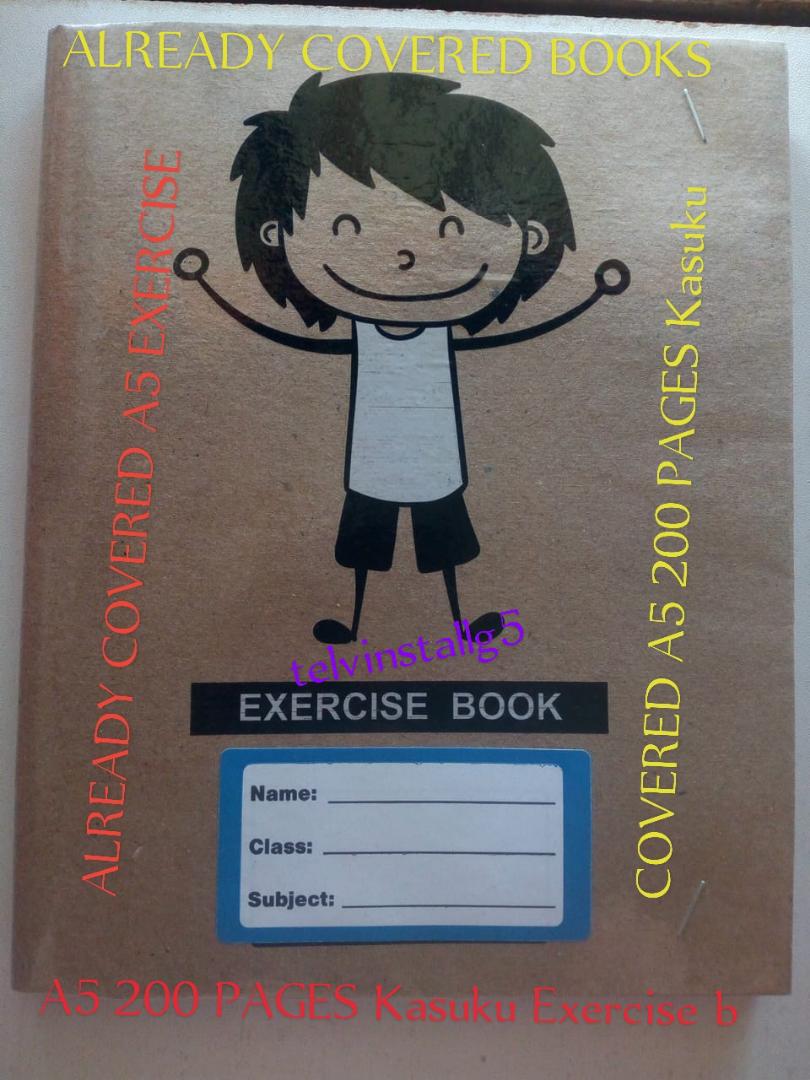 ALREADY COVERED BOOKS
ALREADY COVERED A5 EXERCISE
COVERED A5 200 PAGES Kasuku
telvinstallg5
EXERCISE BOOK
Name:
Class:
Subject:
A5 200 PAGES Kasuku Exercise b